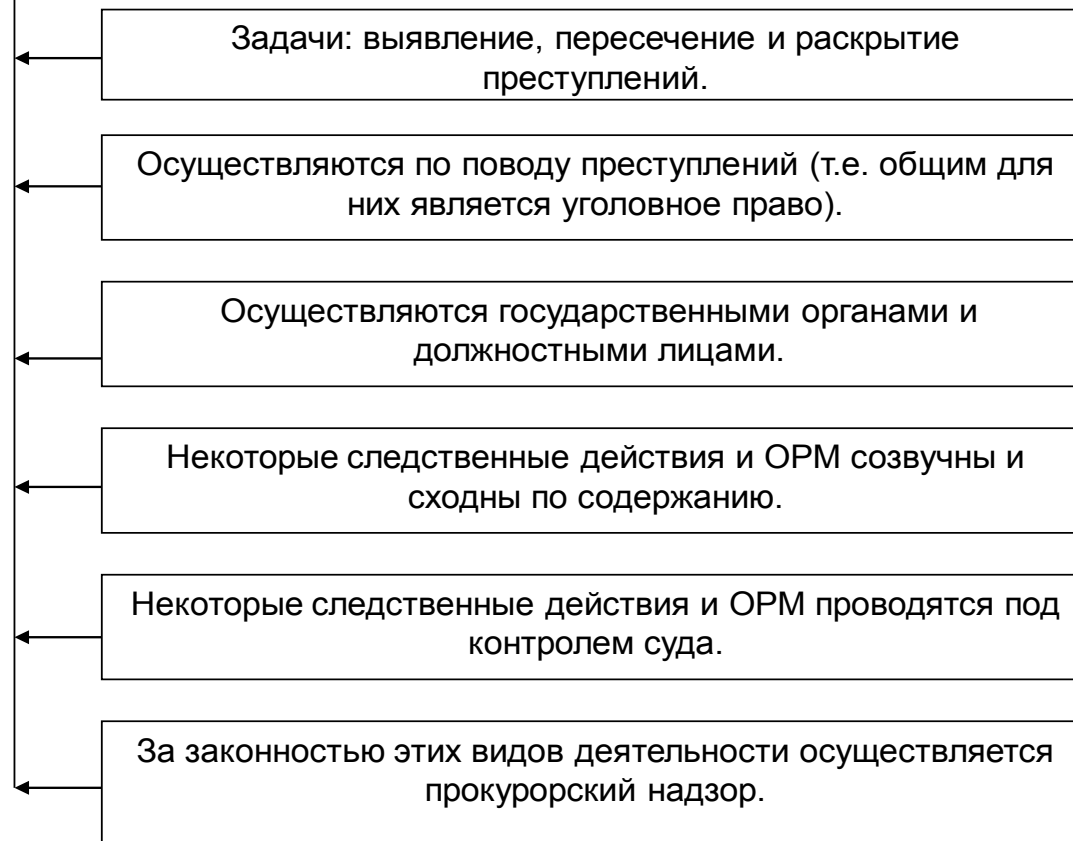 Задачи: выявление, пересечение и раскрытие
преступлений.
Осуществляются по поводу преступлений (т.е. общим для
них является уголовное право).
Осуществляются государственными органами и
должностными лицами.
Некоторые следственные действия и ОРМ созвучны и
сходны по содержанию.
Некоторые следственные действия и ОРМ проводятся под
контролем суда.
За законностью этих видов деятельности осуществляется
прокурорский надзор.